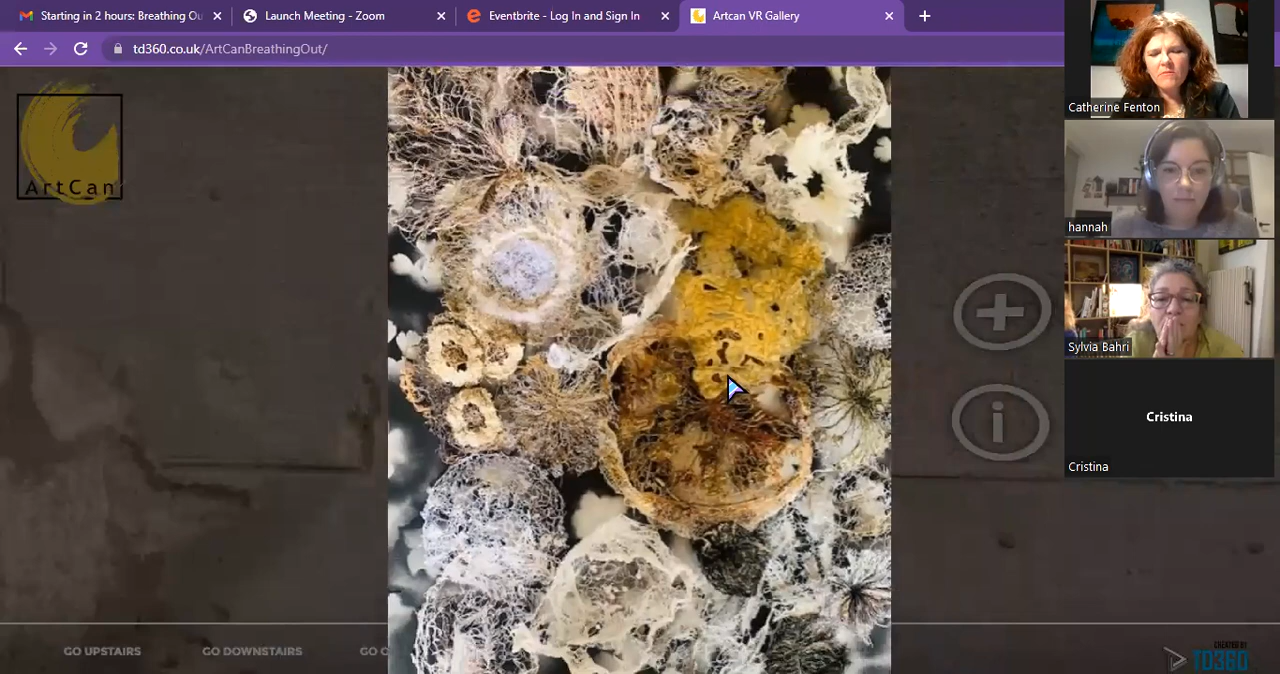 Starting in 2 hours: Breathing Ou
Launch Meeting - Zoom
Eventbrite - Log In and Sign In
Artcan VR Gallery
td360.co.uk/ArtCanBreathingOut/
ArtCan
Catherine Fenton
hannah
Sylvia Bahri
Cristina
Cristina
GO UPSTAIRS
GO DOWNSTAIRS
GO O
CREATED BY
TD360